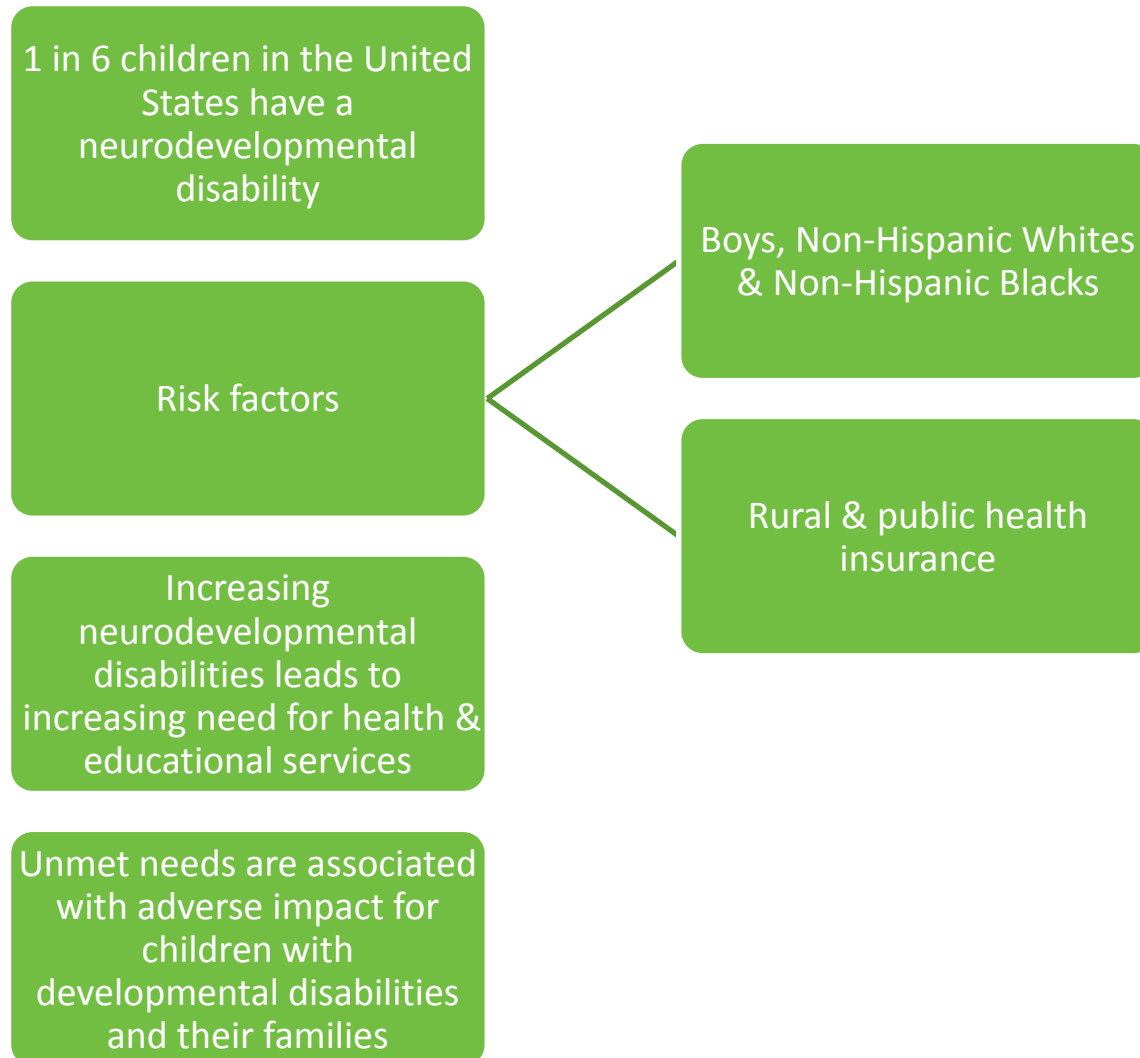 1 in 6 children in the United
States have a
neurodevelopmental
disability
Risk factors
Boys, Non-Hispanic Whites
& Non-Hispanic Blacks
Rural & public health
insurance
Increasing
neurodevelopmental
disabilities leads to
increasing need for health &
educational services
Unmet needs are associated
with adverse impact for
children with
developmental disabilities
and their families